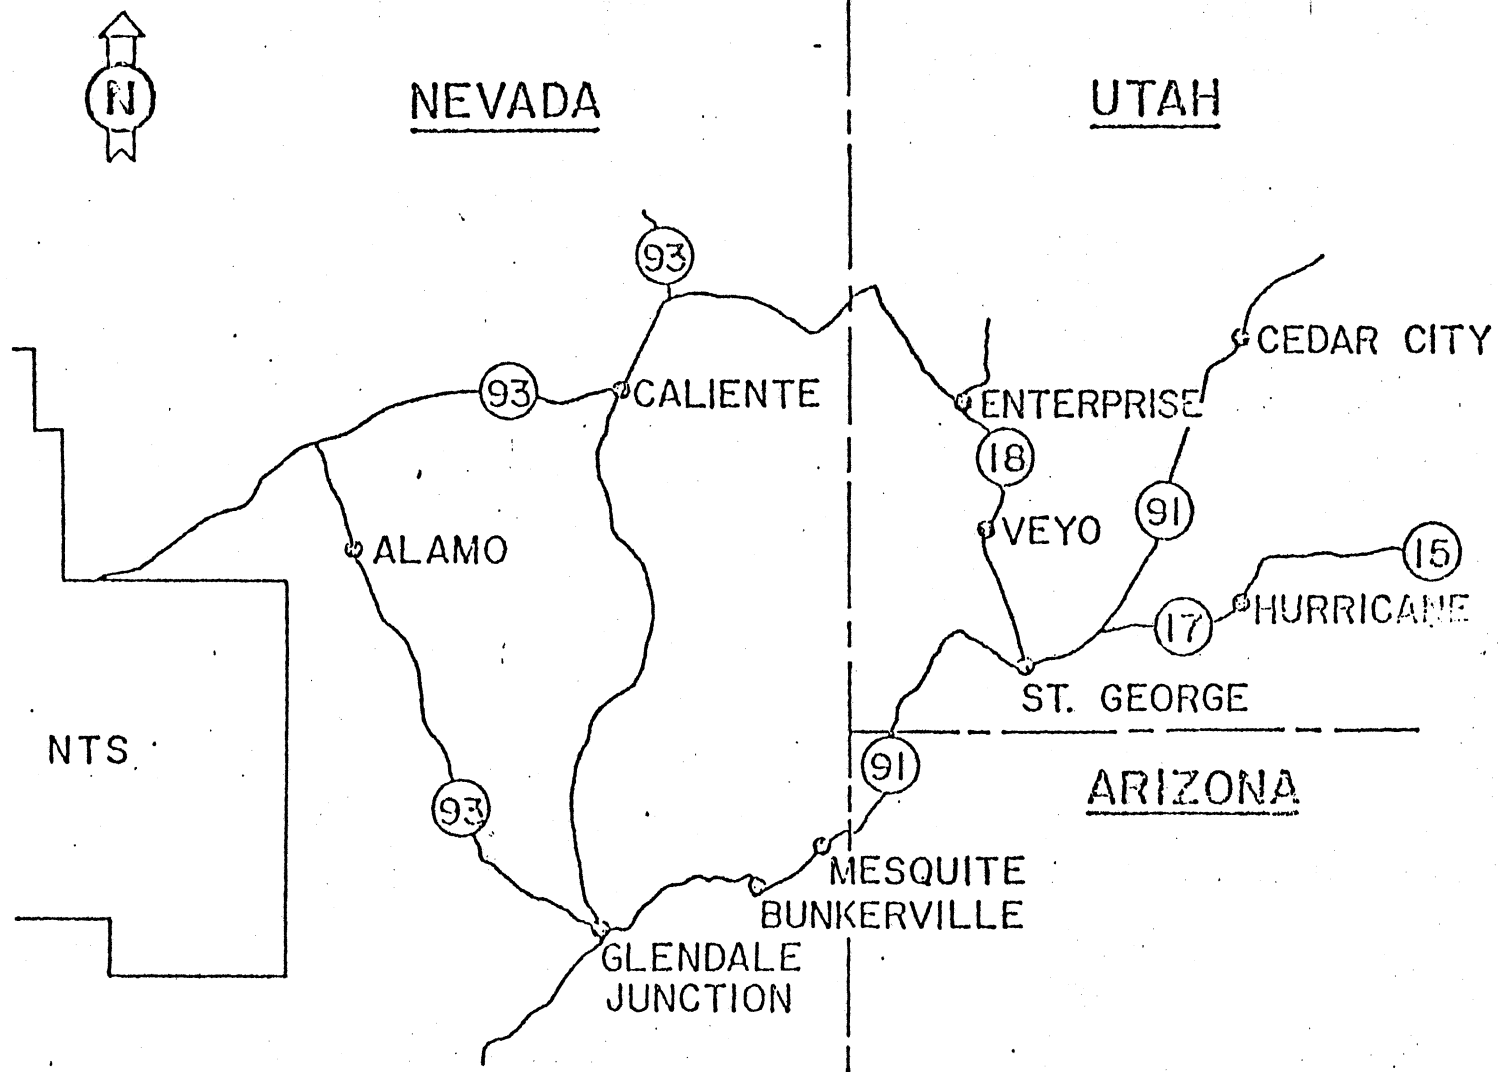 N
NEVADA
UTAH
93
CEDAR CITY
93
CALIENTE
ENTERPRISE
18
91
VEYO
ALAMO
15
HURRICANE
17
ST. GEORGE
NTS
91
ARIZONA
93
MESQUITE
BUNKERVILLE
GLENDALE
JUNCTION